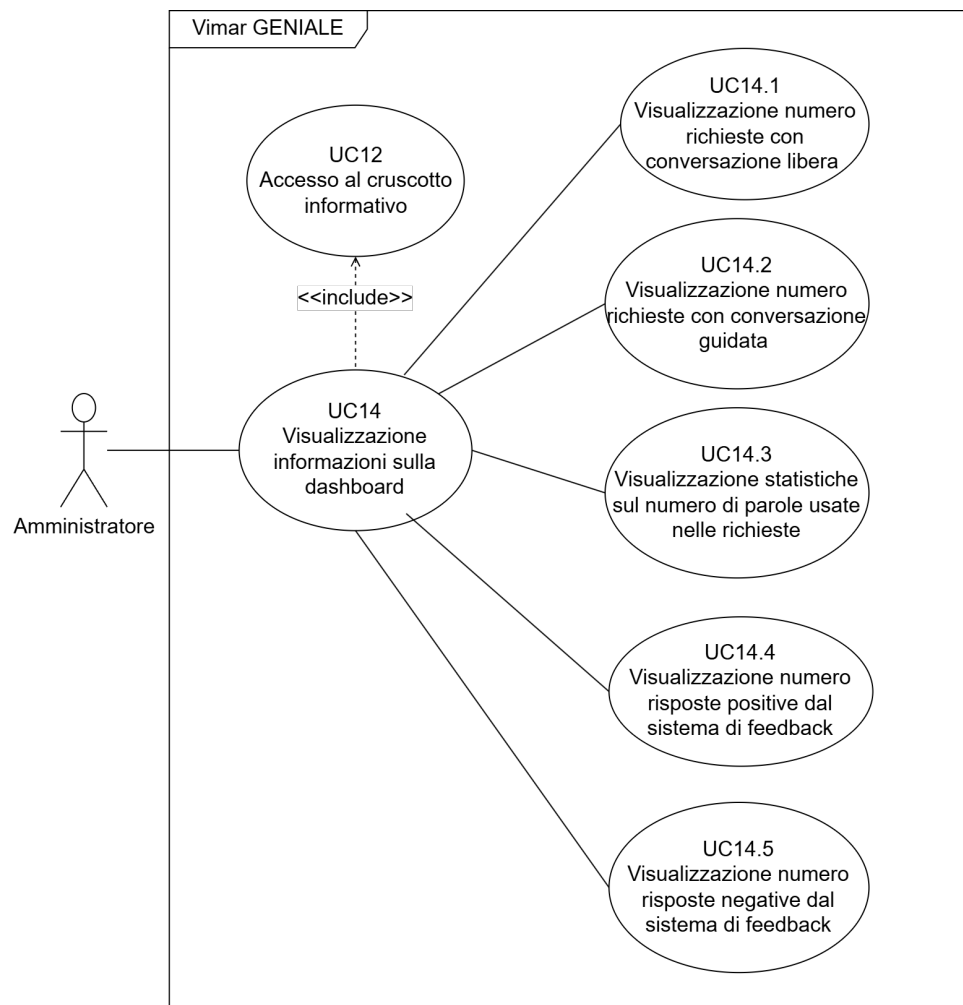 Vimar GENIALE
UC14.1
Visualizzazione numero
richieste con
conversazione libera
UC12
Accesso al cruscotto
informativo
<<include>>
UC14.2
Visualizzazione numero
richieste con conversazione
guidata
UC14
Visualizzazione
informazioni sulla
dashboard
Amministratore
UC14.3
Visualizzazione statistiche
sul numero di parole usate
nelle richieste
UC14.4
Visualizzazione numero
risposte positive dal
sistema di feedback
UC14.5
Visualizzazione numero
risposte negative dal
sistema di feedback